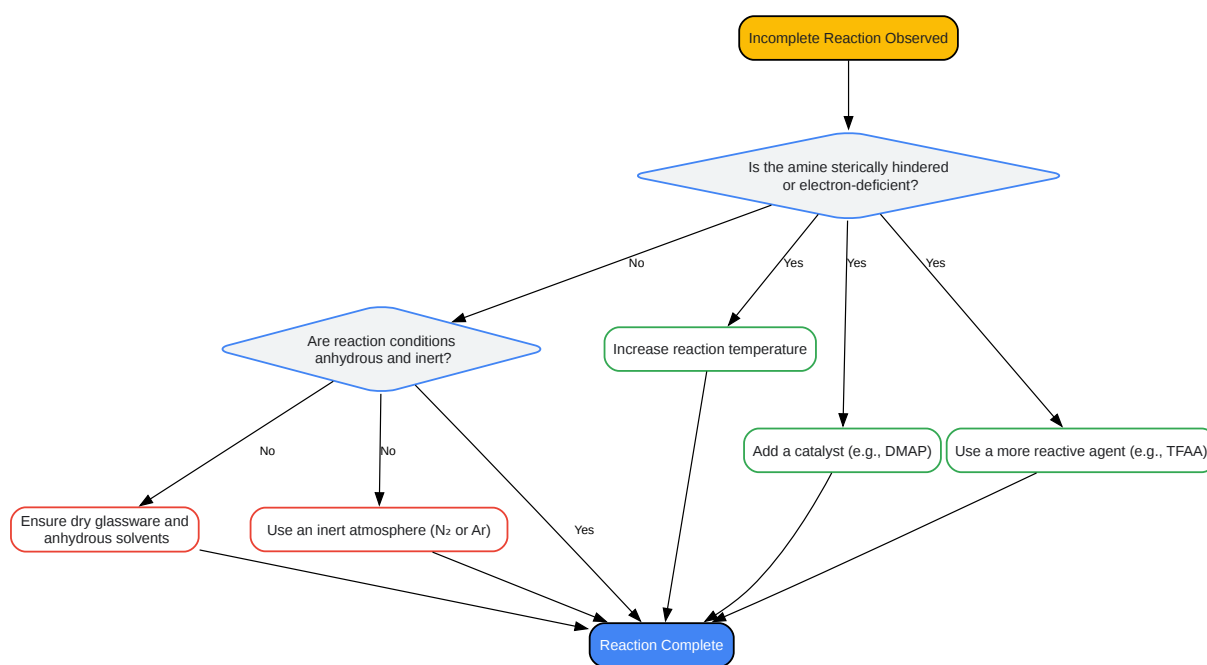 Incomplete Reaction Observed
Is the amine sterically hindered
or electron-deficient?
No
Yes
Yes
Yes
Are reaction conditions
anhydrous and inert?
Increase reaction temperature
No
No
Add a catalyst (e.g., DMAP)
Use a more reactive agent (e.g., TFAA)
Ensure dry glassware and
anhydrous solvents
Use an inert atmosphere (N₂ or Ar)
Yes
Reaction Complete